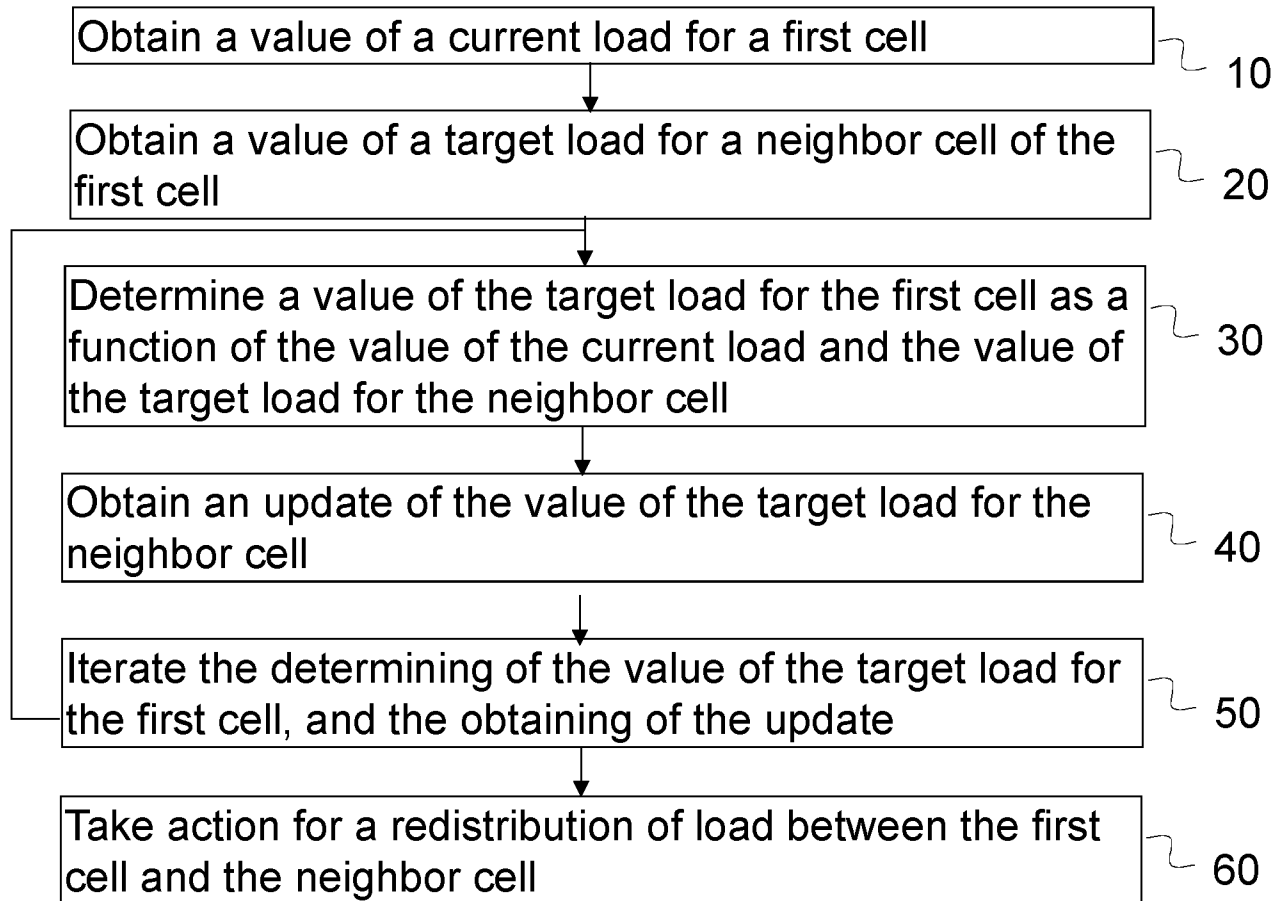 Obtain a value of a current load for a first cell
10
Obtain a value of a target load for a neighbor cell of the
first cell
20
Determine a value of the target load for the first cell as a
function of the value of the current load and the value of
the target load for the neighbor cell
30
Obtain an update of the value of the target load for the
neighbor cell
40
Iterate the determining of the value of the target load for
the first cell, and the obtaining of the update
50
Take action for a redistribution of load between the first
cell and the neighbor cell
60